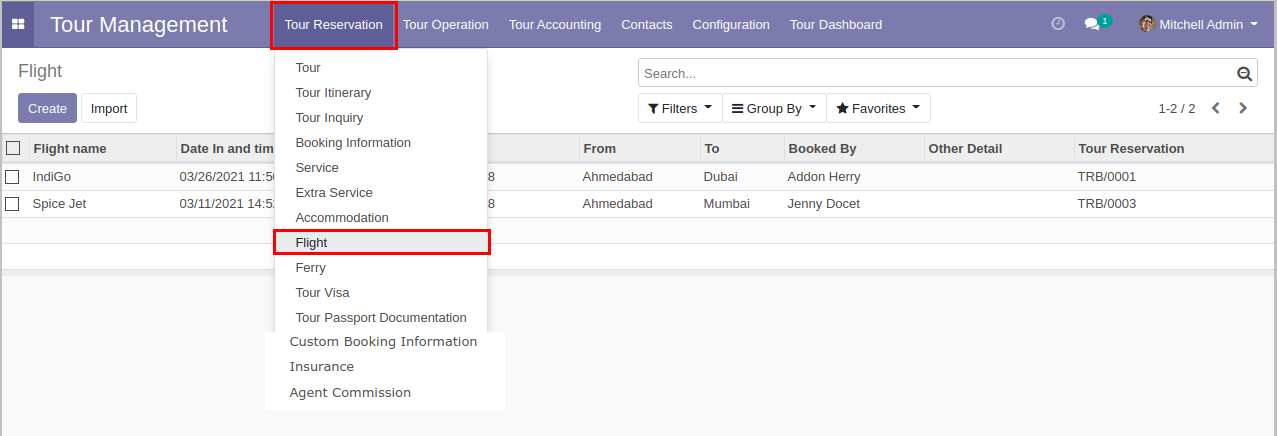 Tour Management Tour Reservation Tour Operation Tour Accounting Contacts Configuration Tour Dashboard 1 Mitchell Admin
Flight
Search...
Create Import
Filters Group By Favorites 1-2 / 2
Tour
Tour Itinerary
Tour Inquiry
Booking Information
Service
Extra Service
Accommodation
Flight
Ferry
Tour Visa
Tour Passport Documentation
Custom Booking Information
Insurance
Agent Commission
Flight name Date In and tim From To Booked By Other Detail Tour Reservation
IndiGo 03/26/2021 8 Ahmedabad Dubai Addon Herry TRB/0001
Spice Jet 03/11/2021 8 Ahmedabad Mumbai Jenny Docet TRB/0003